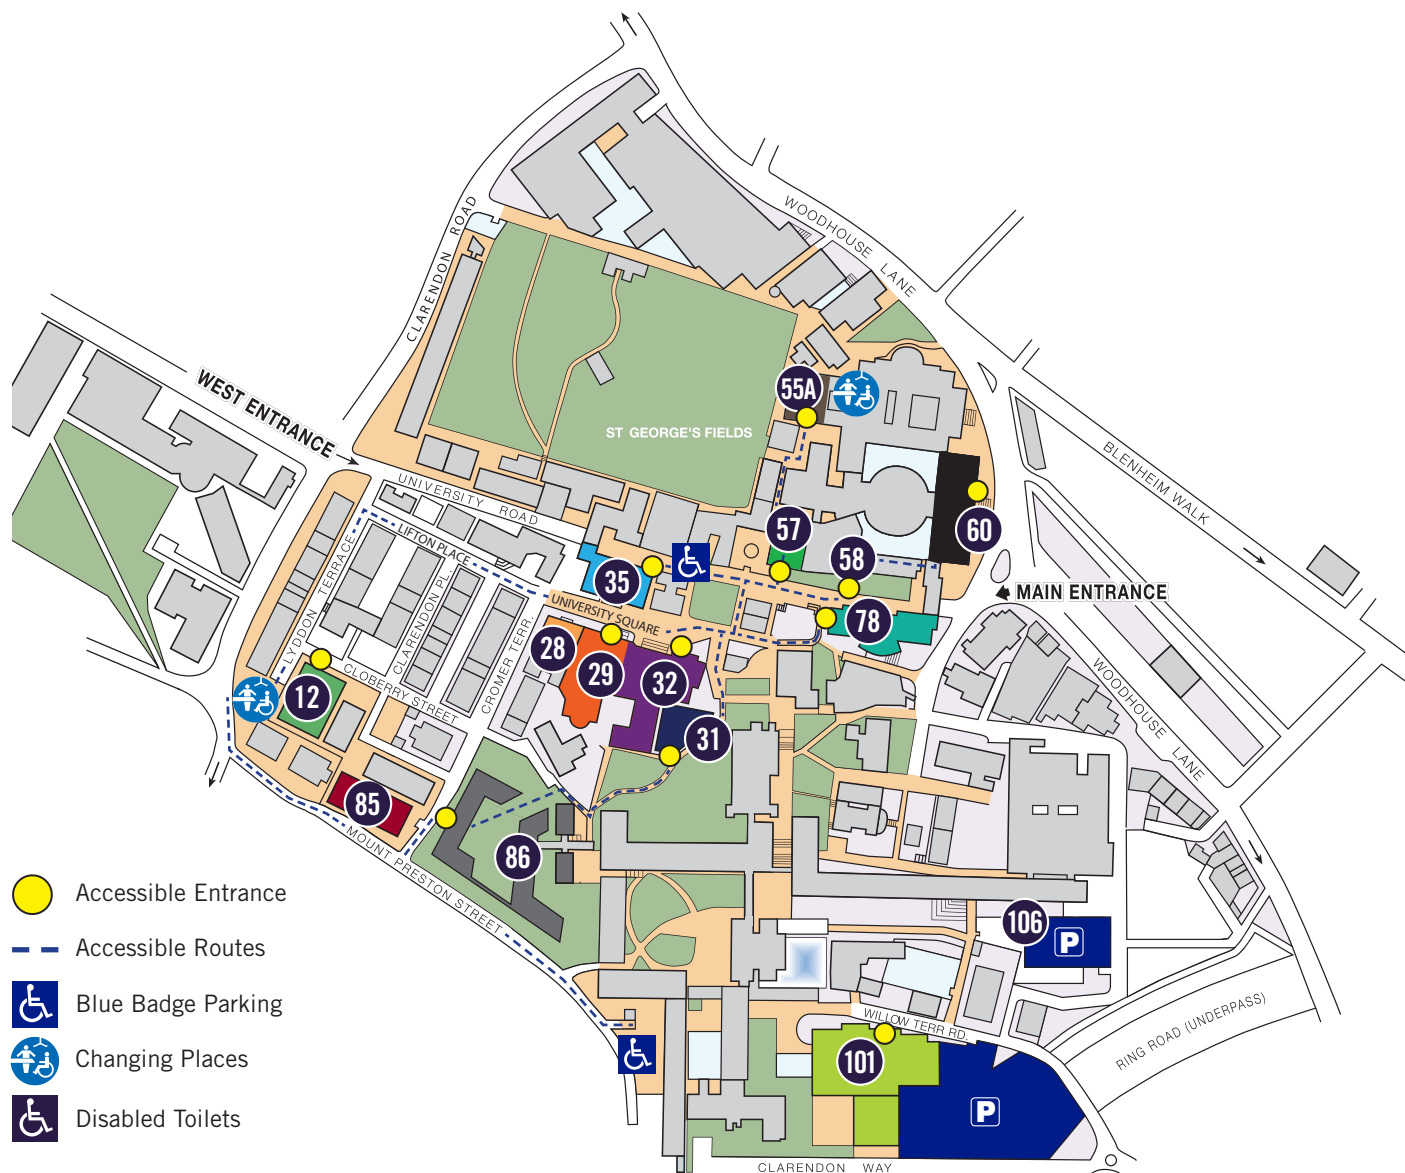 CLARENDON ROAD
WOODHOUSE LANE
CLARENDON ROAD
WEST ENTRANCE
55A
ST GEORGE'S FIELDS
BLENHEIM WALK
UNIVERSITY ROAD
LIFTON PLACE
57
60
58
35
MAIN ENTRANCE
UNIVERSITY SQUARE
78
LYDDON TERRACE
CLARENDON PL.
CROMER TERR.
28
29
32
12
CLOBERRY STREET
WOODHOUSE LANE
31
85
MOUNT PRESTON STREET
86
Accessible Entrance
106
P
Accessible Routes
Blue Badge Parking
WILLOW TERR RD.
RING ROAD (UNDERPASS)
Changing Places
101
P
Disabled Toilets
CLARENDON WAY